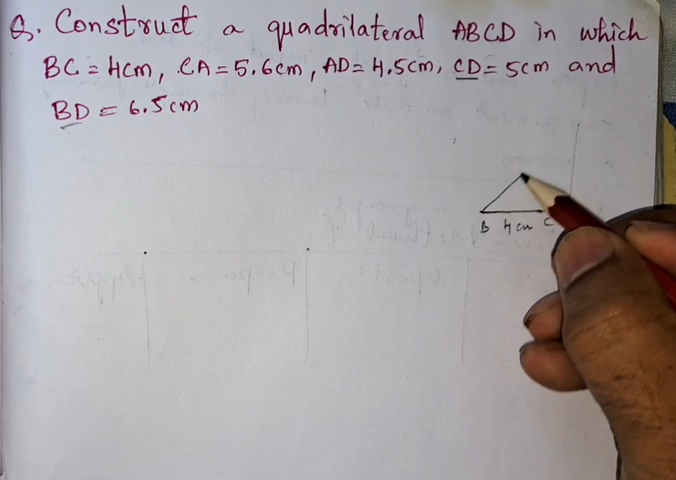 Q. Construct a quadrilateral ABCD in which
BC = 4cm, CA = 5.6cm, AD = 4.5cm, CD = 5cm and
BD = 6.5cm
B 4cm C